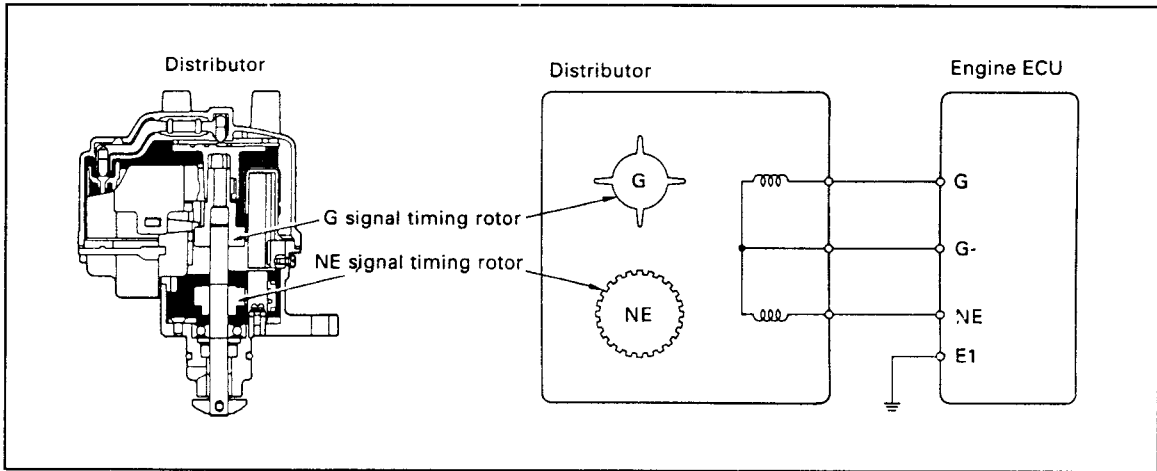 Distributor
Distributor
Engine ECU
G signal timing rotor
NE signal timing rotor
G
NE
G
G-
NE
E1